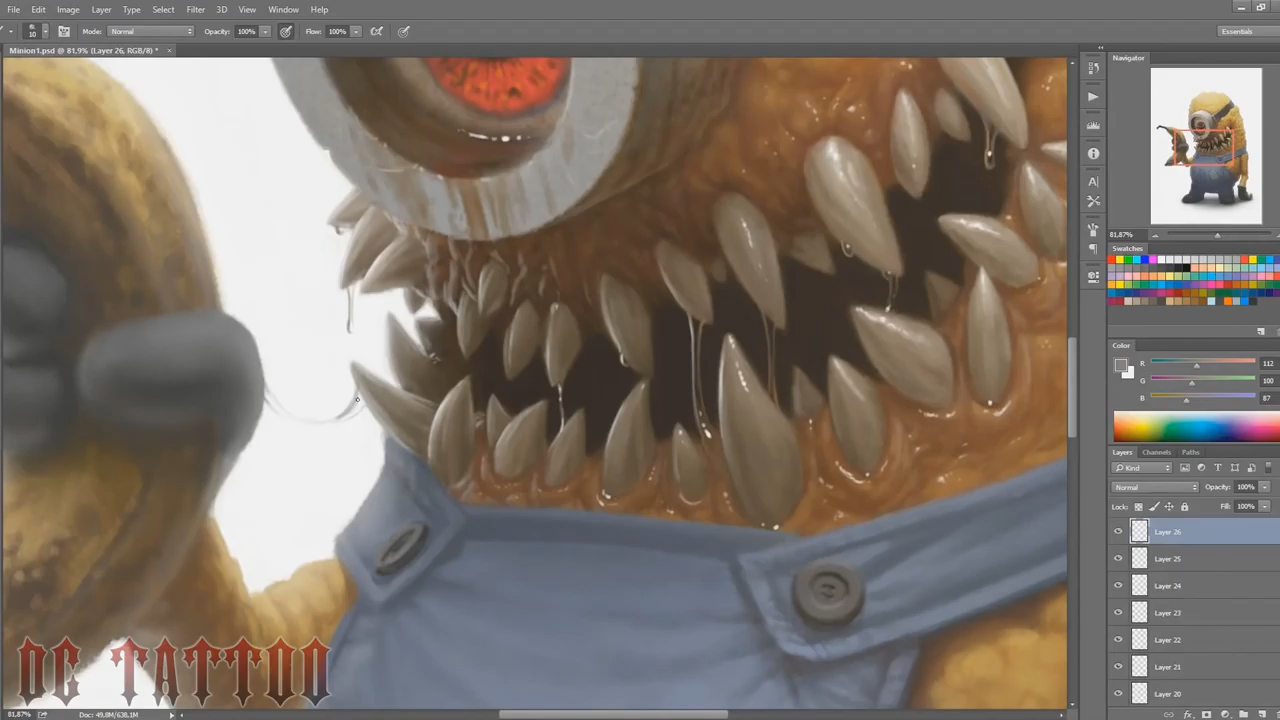 File Edit Image Layer Type Select Filter 3D View Window Help
10 Mode: Normal Opacity: 100% Flow: 100% Essentials
Minion1.psd @ 81,9% (Layer 26, RGB/8) * ×
Navigator
81,87%
Swatches
Color
R 112
G 100
B 87
Layers Channels Paths
Kind
Normal Opacity: 100%
Lock: Fill: 100%
Layer 26
Layer 25
Layer 24
Layer 23
Layer 22
Layer 21
Layer 20
DC TATTOO
81,87% Doc: 49,8M/638,1M